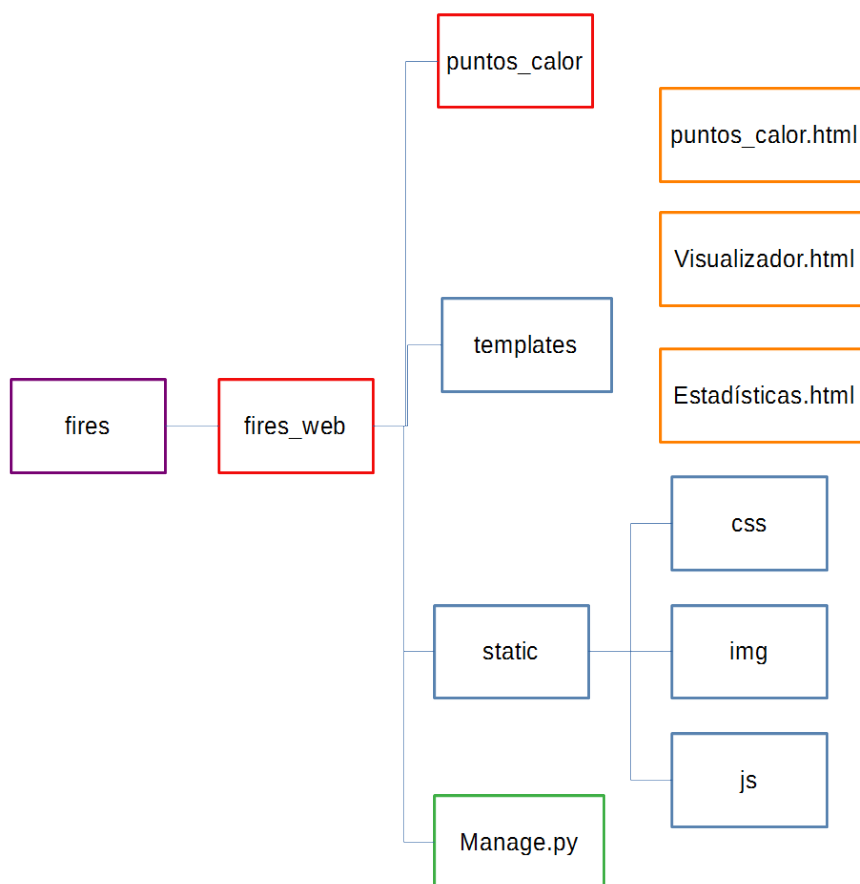 puntos_calor
puntos_calor.html
Visualizador.html
templates
Estadísticas.html
fires
fires_web
css
static
img
js
Manage.py